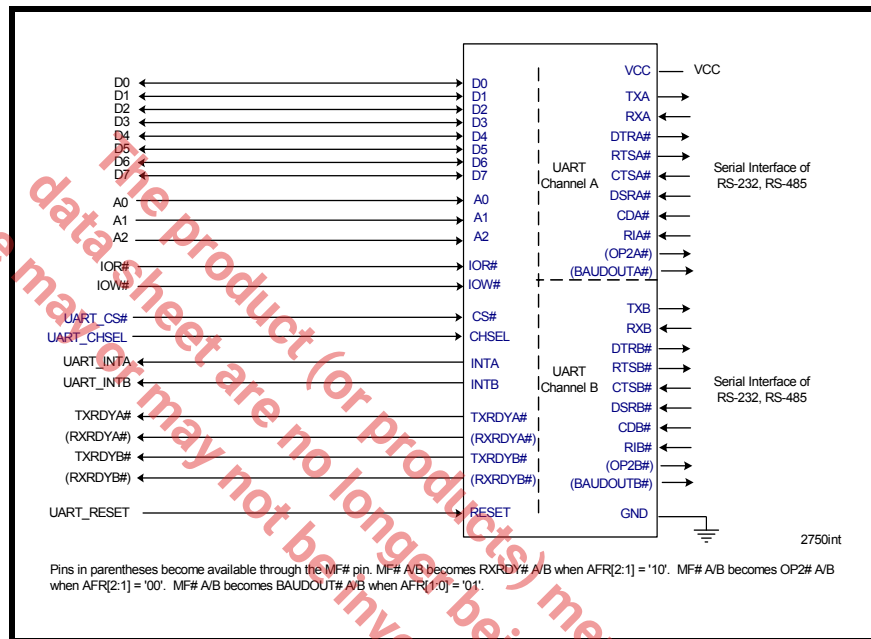 D0 D0
D1 D1
D2 D2
D3 D3
D4 D4
D5 D5
D6 D6
D7 D7
A0 A0
A1 A1
A2 A2
IOR# IOR#
IOW# IOW#
UART_CS# CS#
UART_CHSEL CHSEL
UART_INTA INTA
UART_INTB INTB
TXRDYA# TXRDYA#
(RXRDYA#) (RXRDYA#)
TXRDYB# TXRDYB#
(RXRDYB#) (RXRDYB#)
UART_RESET RESET
UART
Channel A
UART
Channel B
VCC VCC
TXA
RXA
DTRA#
RTSA#
CTSA#
DSRA#
CDA#
RIA#
(OP2A#)
(BAUDOUTA#)
Serial Interface of
RS-232, RS-485
TXB
RXB
DTRB#
RTSB#
CTSB#
DSRB#
CDB#
RIB#
(OP2B#)
(BAUDOUTB#)
GND
Serial Interface of
RS-232, RS-485
2750int
Pins in parentheses become available through the MF# pin. MF# A/B becomes RXRDY# A/B when AFR[2:1] = '10'. MF# A/B becomes OP2# A/B
when AFR[2:1] = '00'. MF# A/B becomes BAUDOUT# A/B when AFR[1:0] = '01'.
The product (or products) me
data sheet are no longer bei
may or may not be inv